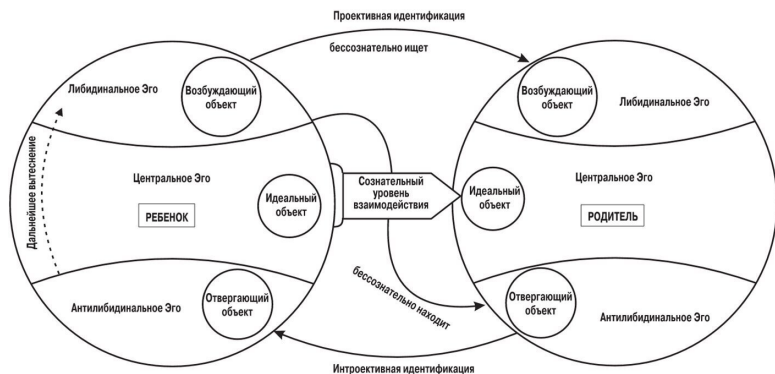 Проективная идентификация
бессознательно ищет
Либидинальное Эго
Возбуждающий
объект
Возбуждающий
объект
Либидинальное Эго
Дальнейшее вытеснение
Центральное Эго
Идеальный
объект
РЕБЕНОК
Сознательный
уровень
взаимодействия
Идеальный
объект
Центральное Эго
РОДИТЕЛЬ
Антилибидинальное Эго
Отвергающий
объект
бессознательно находит
Отвергающий
объект
Антилибидинальное Эго
Интроективная идентификация